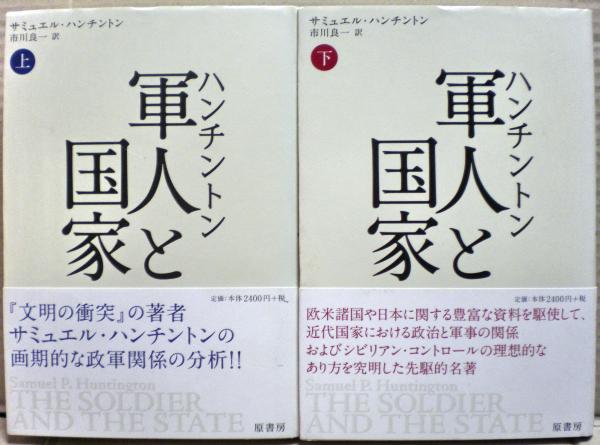 サミュエル・ハンチントン
市川良一 訳
上
ハンチントン
軍人と
国家
定価:本体2400円+税
『文明の衝突』の著者
サミュエル・ハンチントンの
画期的な政軍関係の分析!!
Samuel P. Huntington
THE SOLDIER
AND THE STATE
原書房
サミュエル・ハンチントン
市川良一 訳
下
ハンチントン
軍人と
国家
定価:本体2400円+税
欧米諸国や日本に関する豊富な資料を駆使して、
近代国家における政治と軍事の関係
およびシビリアン・コントロールの理想的な
あり方を究明した先駆的名著
Samuel P. Huntington
THE SOLDIER
AND THE STATE
原書房